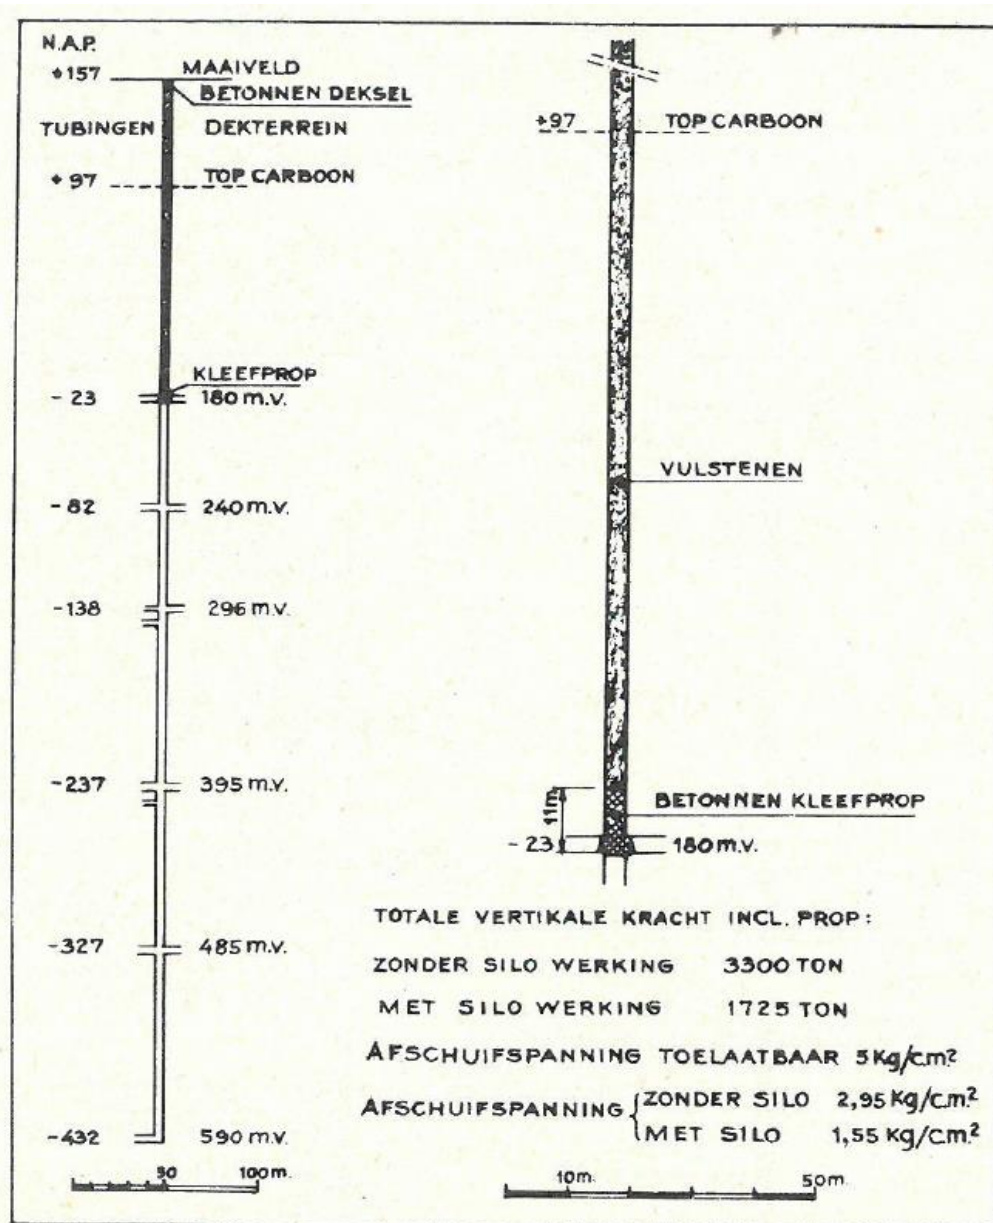 N.A.P.
+157 MAAIVELD
BETONNEN DEKSEL
TUBINGEN DEKTERREIN
+ 97 TOP CARBOON
KLEEFPROP
- 23 180 m.v.
-82 240 m.v.
-138 296 m.v.
-237 395 m.v.
-327 485 m.v.
-432 590 m.v.
50 100 m.
+97 TOP CARBOON
VULSTENEN
11m
BETONNEN KLEEFPROP
- 23 180 m.v.
TOTALE VERTIKALE KRACHT INCL. PROP:
ZONDER SILO WERKING 3300 TON
MET SILO WERKING 1725 TON
AFSCHUIFSPANNING TOELAATBAAR 5 Kg/cm²
AFSCHUIFSPANNING { ZONDER SILO 2,95 Kg/cm²
MET SILO 1,55 Kg/cm²
10 m. 50 m.